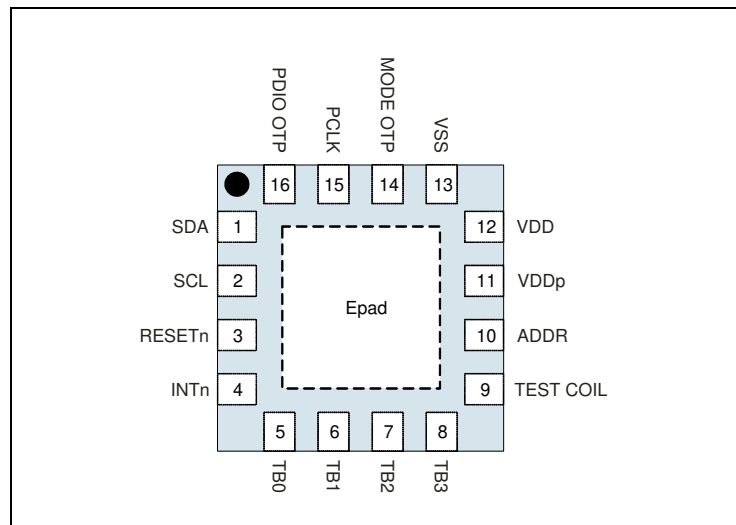 PDIO OTP
PCLK
MODE OTP
VSS
16
15
14
13
SDA
1
12
VDD
SCL
2
11
VDDp
Epad
RESETn
3
10
ADDR
INTn
4
9
TEST COIL
5
6
7
8
TB0
TB1
TB2
TB3